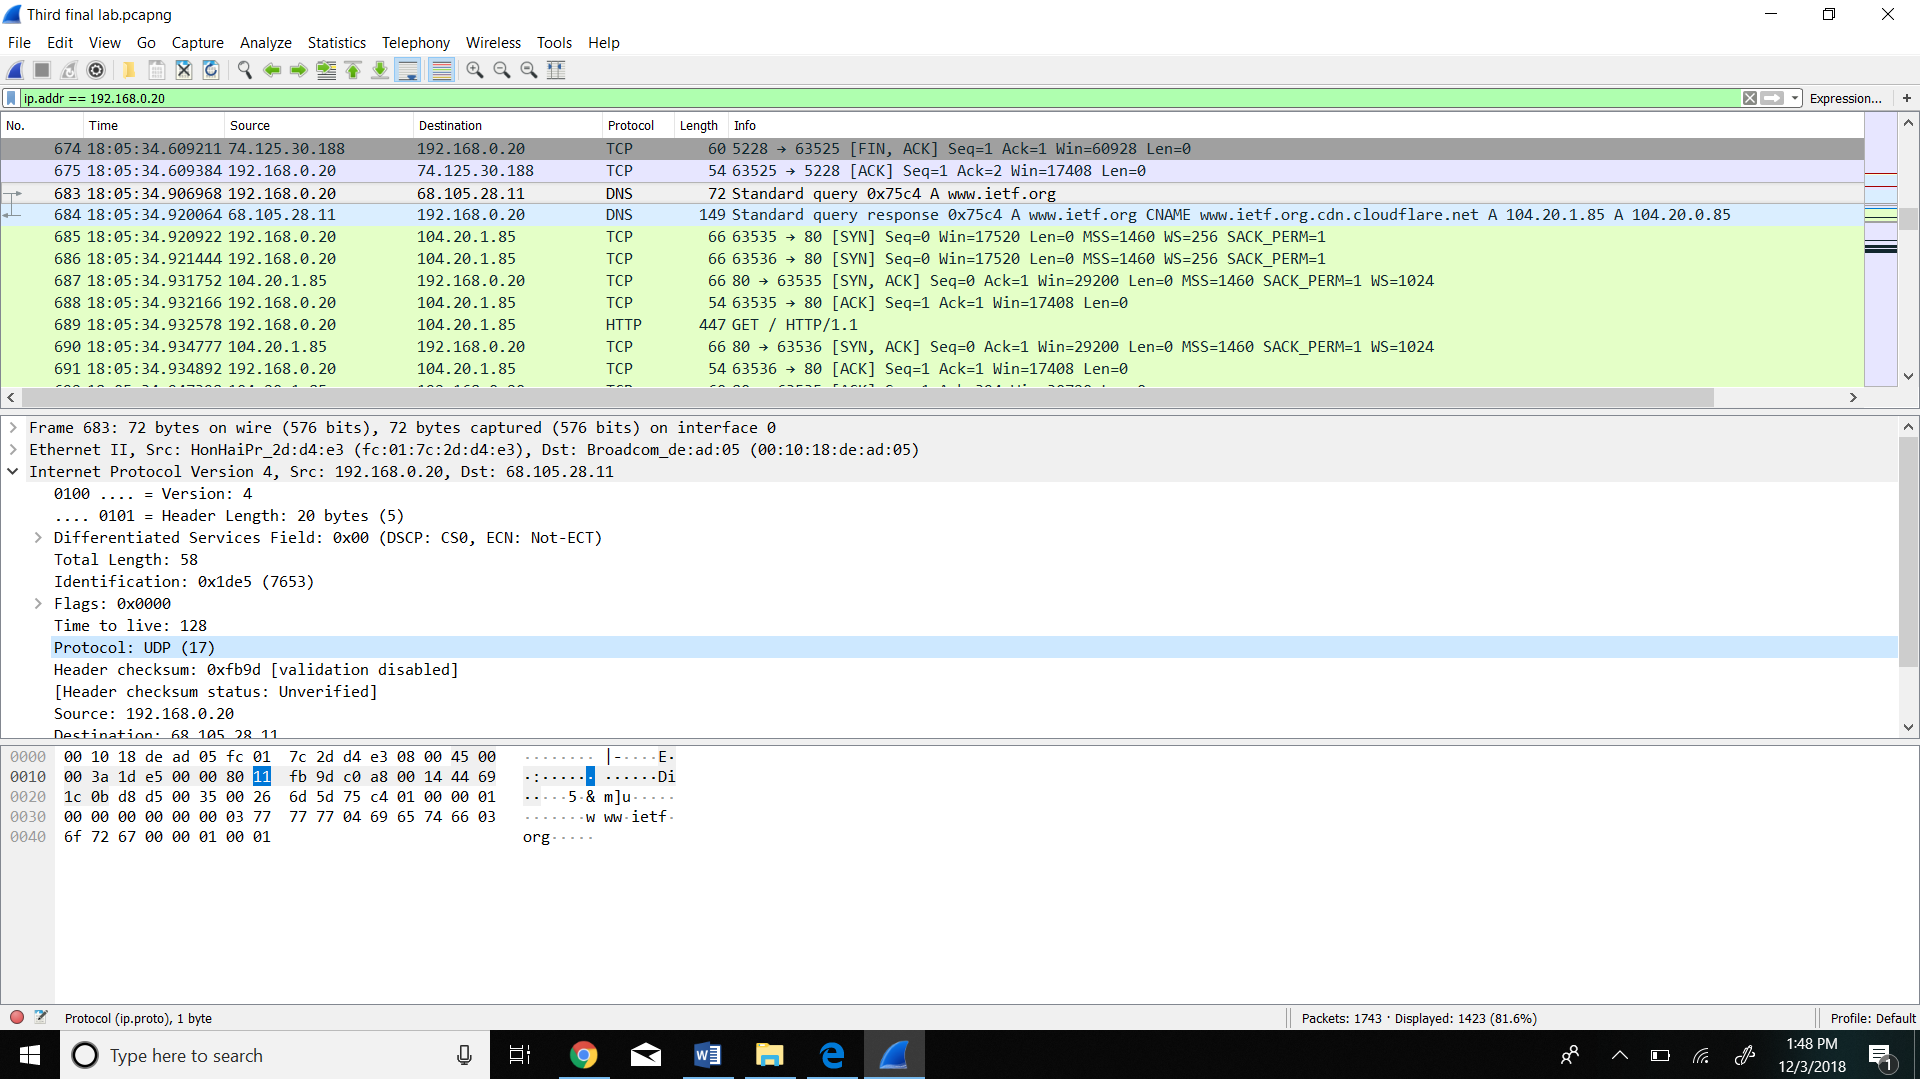 Third final lab.pcapng
File Edit View Go Capture Analyze Statistics Telephony Wireless Tools Help
ip.addr == 192.168.0.20
Expression... +
No. Time Source Destination Protocol Length Info
674 18:05:34.609211 74.125.30.188 192.168.0.20 TCP 60 5228 → 63525 [FIN, ACK] Seq=1 Ack=1 Win=60928 Len=0
675 18:05:34.609384 192.168.0.20 74.125.30.188 TCP 54 63525 → 5228 [ACK] Seq=1 Ack=2 Win=17408 Len=0
683 18:05:34.906968 192.168.0.20 68.105.28.11 DNS 72 Standard query 0x75c4 A www.ietf.org
684 18:05:34.920064 68.105.28.11 192.168.0.20 DNS 149 Standard query response 0x75c4 A www.ietf.org CNAME www.ietf.org.cdn.cloudflare.net A 104.20.1.85 A 104.20.0.85
685 18:05:34.920922 192.168.0.20 104.20.1.85 TCP 66 63535 → 80 [SYN] Seq=0 Win=17520 Len=0 MSS=1460 WS=256 SACK_PERM=1
686 18:05:34.921444 192.168.0.20 104.20.1.85 TCP 66 63536 → 80 [SYN] Seq=0 Win=17520 Len=0 MSS=1460 WS=256 SACK_PERM=1
687 18:05:34.931752 104.20.1.85 192.168.0.20 TCP 66 80 → 63535 [SYN, ACK] Seq=0 Ack=1 Win=29200 Len=0 MSS=1460 SACK_PERM=1 WS=1024
688 18:05:34.932166 192.168.0.20 104.20.1.85 TCP 54 63535 → 80 [ACK] Seq=1 Ack=1 Win=17408 Len=0
689 18:05:34.932578 192.168.0.20 104.20.1.85 HTTP 447 GET / HTTP/1.1
690 18:05:34.934777 104.20.1.85 192.168.0.20 TCP 66 80 → 63536 [SYN, ACK] Seq=0 Ack=1 Win=29200 Len=0 MSS=1460 SACK_PERM=1 WS=1024
691 18:05:34.934892 192.168.0.20 104.20.1.85 TCP 54 63536 → 80 [ACK] Seq=1 Ack=1 Win=17408 Len=0
Frame 683: 72 bytes on wire (576 bits), 72 bytes captured (576 bits) on interface 0
Ethernet II, Src: HonHaiPr_2d:d4:e3 (fc:01:7c:2d:d4:e3), Dst: Broadcom_de:ad:05 (00:10:18:de:ad:05)
Internet Protocol Version 4, Src: 192.168.0.20, Dst: 68.105.28.11
0100 .... = Version: 4
.... 0101 = Header Length: 20 bytes (5)
Differentiated Services Field: 0x00 (DSCP: CS0, ECN: Not-ECT)
Total Length: 58
Identification: 0x1de5 (7653)
Flags: 0x0000
Time to live: 128
Protocol: UDP (17)
Header checksum: 0xfb9d [validation disabled]
[Header checksum status: Unverified]
Source: 192.168.0.20
Destination: 68.105.28.11
0000 00 10 18 de ad 05 fc 01 7c 2d d4 e3 08 00 45 00 ········ |-····E·
0010 00 3a 1d e5 00 00 80 11 fb 9d c0 a8 00 14 44 69 ·:······ ······Di
0020 1c 0b d8 d5 00 35 00 26 6d 5d 75 c4 01 00 00 01 ·····5·& m]u·····
0030 00 00 00 00 00 00 03 77 77 77 04 69 65 74 66 03 ·······w ww·ietf·
0040 6f 72 67 00 00 01 00 01 org·····
Protocol (ip.proto), 1 byte
Packets: 1743 · Displayed: 1423 (81.6%)
Profile: Default
Type here to search
1:48 PM
12/3/2018
1